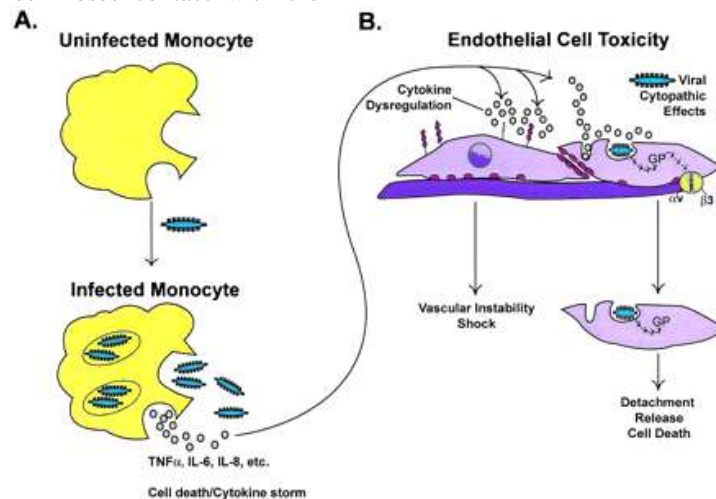 A.
Uninfected Monocyte
Infected Monocyte
TNFα, IL-6, IL-8, etc.
Cell death/Cytokine storm
B.
Endothelial Cell Toxicity
Cytokine
Dysregulation
Viral
Cytopathic
Effects
GP
αv
β3
Vascular Instability
Shock
GP
Detachment
Release
Cell Death